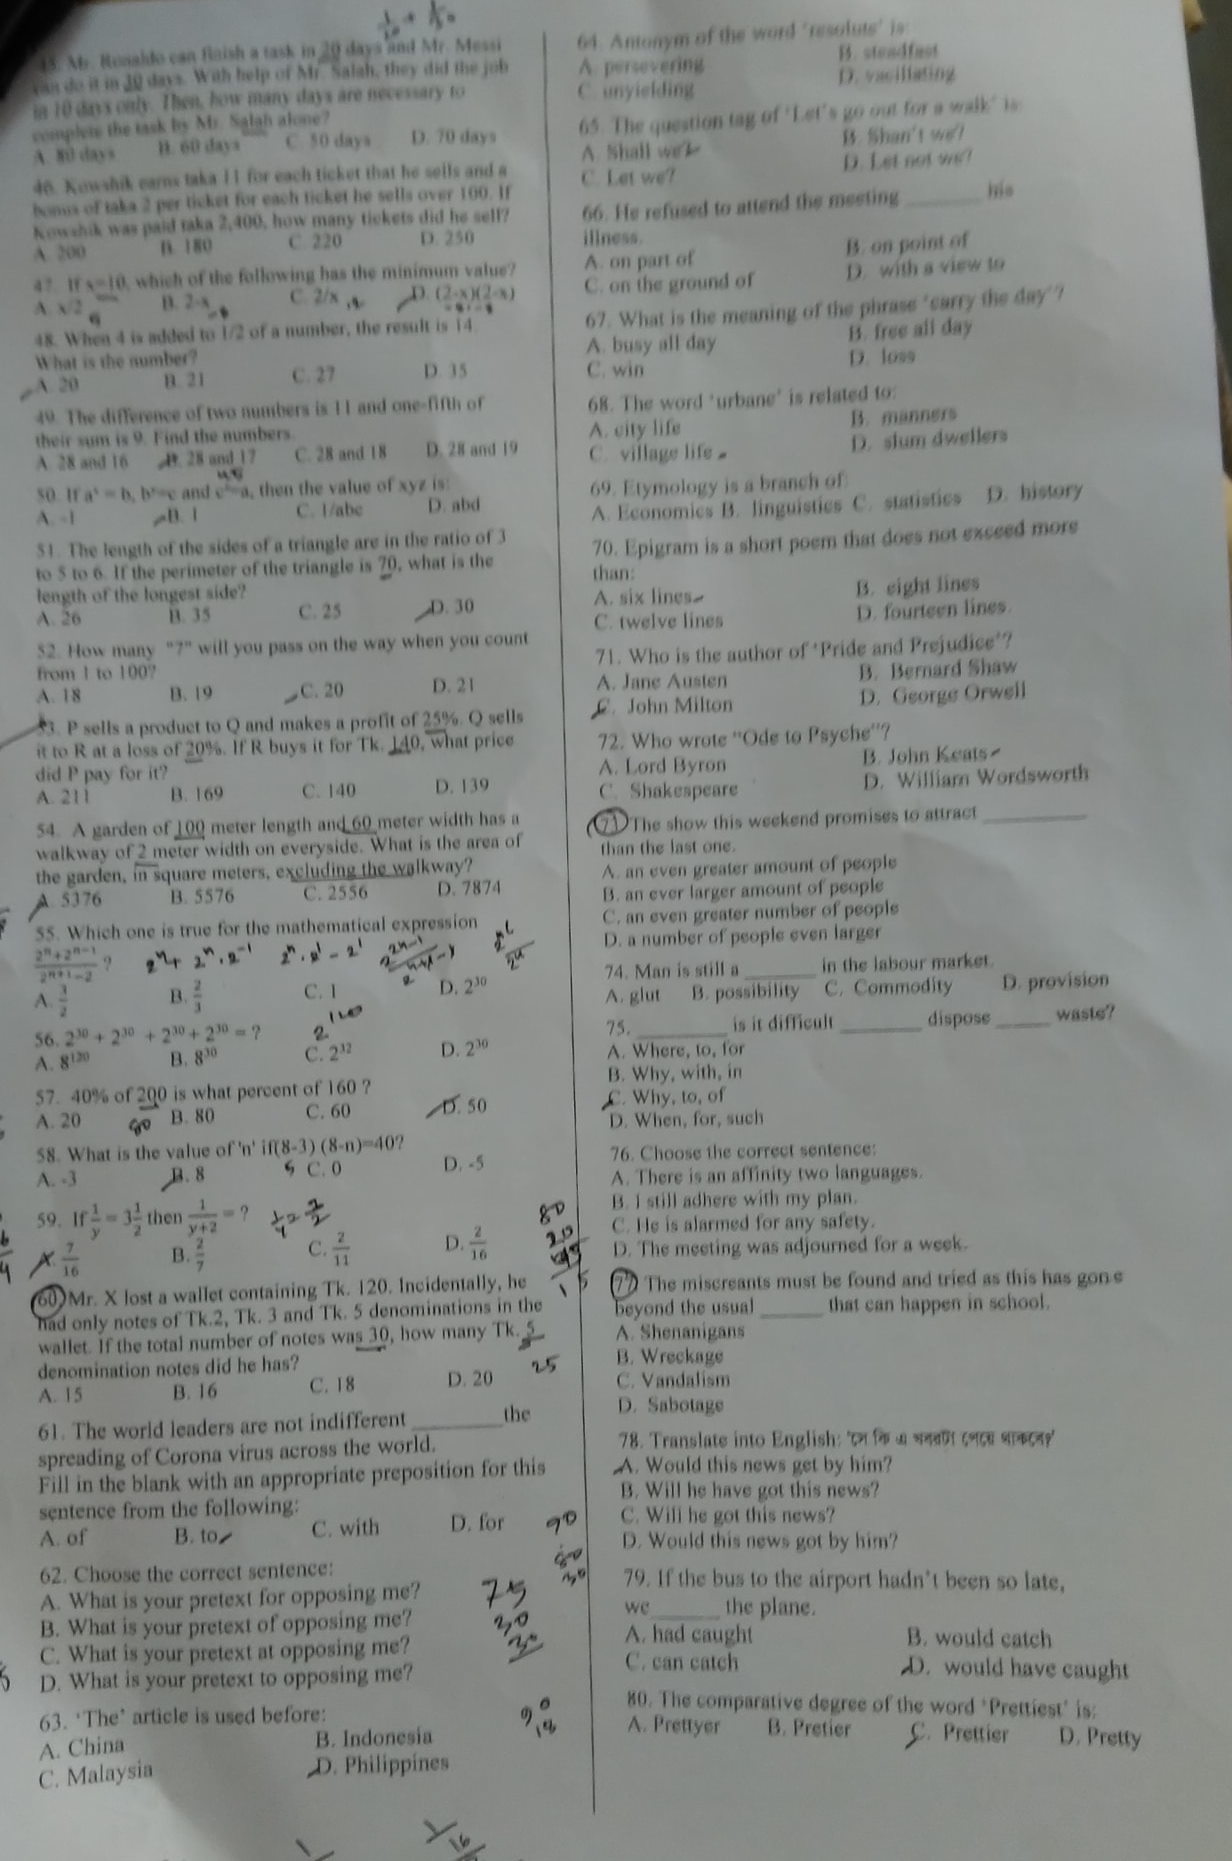 45. Mr. Ronaldo can finish a task in 20 days and Mr. Messi
can do it in 30 days. With help of Mr. Salah, they did the job
in 10 days only. Then, how many days are necessary to
complete the task by Mr. Salah alone?
A. 80 days B. 60 days C. 50 days D. 70 days
46. Kowshik earns taka 11 for each ticket that he sells and a
bonus of taka 2 per ticket for each ticket he sells over 100. If
Kowshik was paid taka 2,400, how many tickets did he sell?
A. 200 B. 180 C. 220 D. 250
47. If x=10, which of the following has the minimum value?
A. x/2 B. 2-x C. 2/x D. (2-x)(2-x)
48. When 4 is added to 1/2 of a number, the result is 14.
What is the number?
A. 20 B. 21 C. 27 D. 35
49. The difference of two numbers is 11 and one-fifth of
their sum is 9. Find the numbers.
A. 28 and 16 B. 28 and 17 C. 28 and 18 D. 28 and 19
50. If aˣ = b, bʸ=c and cᶻ=a, then the value of xyz is:
A. -1 B. 1 C. 1/abc D. abd
51. The length of the sides of a triangle are in the ratio of 3
to 5 to 6. If the perimeter of the triangle is 70, what is the
length of the longest side?
A. 26 B. 35 C. 25 D. 30
52. How many "7" will you pass on the way when you count
from 1 to 100?
A. 18 B. 19 C. 20 D. 21
53. P sells a product to Q and makes a profit of 25%. Q sells
it to R at a loss of 20%. If R buys it for Tk. 140, what price
did P pay for it?
A. 211 B. 169 C. 140 D. 139
54. A garden of 100 meter length and 60 meter width has a
walkway of 2 meter width on everyside. What is the area of
the garden, in square meters, excluding the walkway?
A. 5376 B. 5576 C. 2556 D. 7874
55. Which one is true for the mathematical expression
2ⁿ+2ⁿ⁻¹/2ⁿ⁺¹-2 ? 2ⁿ+ 2ⁿ.2⁻¹ 2ⁿ.2¹ - 2¹
A. 3/2 B. 2/3 C. 1 D. 2³⁰
56. 2³⁰ + 2³⁰ + 2³⁰ + 2³⁰ = ? 2¹²⁰
A. 8¹²⁰ B. 8³⁰ C. 2³² D. 2³⁰
57. 40% of 200 is what percent of 160 ?
A. 20 80 B. 80 C. 60 D. 50
58. What is the value of 'n' if(8-3) (8-n)=40?
A. -3 B. 8 5 C. 0 D. -5
59. If 1/y = 3 1/2 then 1/y+2 = ? 1/y = 7/2
A. 7/16 B. 2/7 C. 2/11 D. 2/16
60. Mr. X lost a wallet containing Tk. 120. Incidentally, he
had only notes of Tk.2, Tk. 3 and Tk. 5 denominations in the
wallet. If the total number of notes was 30, how many Tk. 5
denomination notes did he has?
25
A. 15 B. 16 C. 18 D. 20
61. The world leaders are not indifferent ________the
spreading of Corona virus across the world.
Fill in the blank with an appropriate preposition for this
sentence from the following:
A. of B. to C. with D. for 90
62. Choose the correct sentence:
A. What is your pretext for opposing me? 75
B. What is your pretext of opposing me? 30
C. What is your pretext at opposing me?
D. What is your pretext to opposing me?
63. 'The' article is used before:
A. China B. Indonesia
C. Malaysia D. Philippines
64. Antonym of the word 'resolute' is:
A. persevering B. steadfast
C. unyielding D. vacillating
65. The question tag of 'Let's go out for a walk' is:
A. Shall we? B. Shan't we?
C. Let we? D. Let not we?
66. He refused to attend the meeting ________ his
illness.
A. on part of B. on point of
C. on the ground of D. with a view to
67. What is the meaning of the phrase 'carry the day'?
A. busy all day B. free all day
C. win D. loss
68. The word 'urbane' is related to:
A. city life B. manners
C. village life D. slum dwellers
69. Etymology is a branch of:
A. Economics B. linguistics C. statistics D. history
70. Epigram is a short poem that does not exceed more
than:
A. six lines B. eight lines
C. twelve lines D. fourteen lines.
71. Who is the author of 'Pride and Prejudice'?
A. Jane Austen B. Bernard Shaw
C. John Milton D. George Orwell
72. Who wrote "Ode to Psyche"?
A. Lord Byron B. John Keats
C. Shakespeare D. William Wordsworth
73. The show this weekend promises to attract ________
than the last one.
A. an even greater amount of people
B. an ever larger amount of people
C. an even greater number of people
D. a number of people even larger
74. Man is still a ______ in the labour market.
A. glut B. possibility C. Commodity D. provision
75. ________ is it difficult _______ dispose _____ waste?
A. Where, to, for
B. Why, with, in
C. Why, to, of
D. When, for, such
76. Choose the correct sentence:
A. There is an affinity two languages.
B. I still adhere with my plan.
C. He is alarmed for any safety.
D. The meeting was adjourned for a week.
77. The miscreants must be found and tried as this has gone
beyond the usual ______ that can happen in school.
A. Shenanigans
B. Wreckage
C. Vandalism
D. Sabotage
78. Translate into English: 'সে কি এ খবরটা পেয়ে থাকবে?'
A. Would this news get by him?
B. Will he have got this news?
C. Will he got this news?
D. Would this news got by him?
79. If the bus to the airport hadn't been so late,
we______ the plane.
A. had caught B. would catch
C. can catch D. would have caught
80. The comparative degree of the word 'Prettiest' is:
A. Prettyer B. Pretier C. Prettier D. Pretty